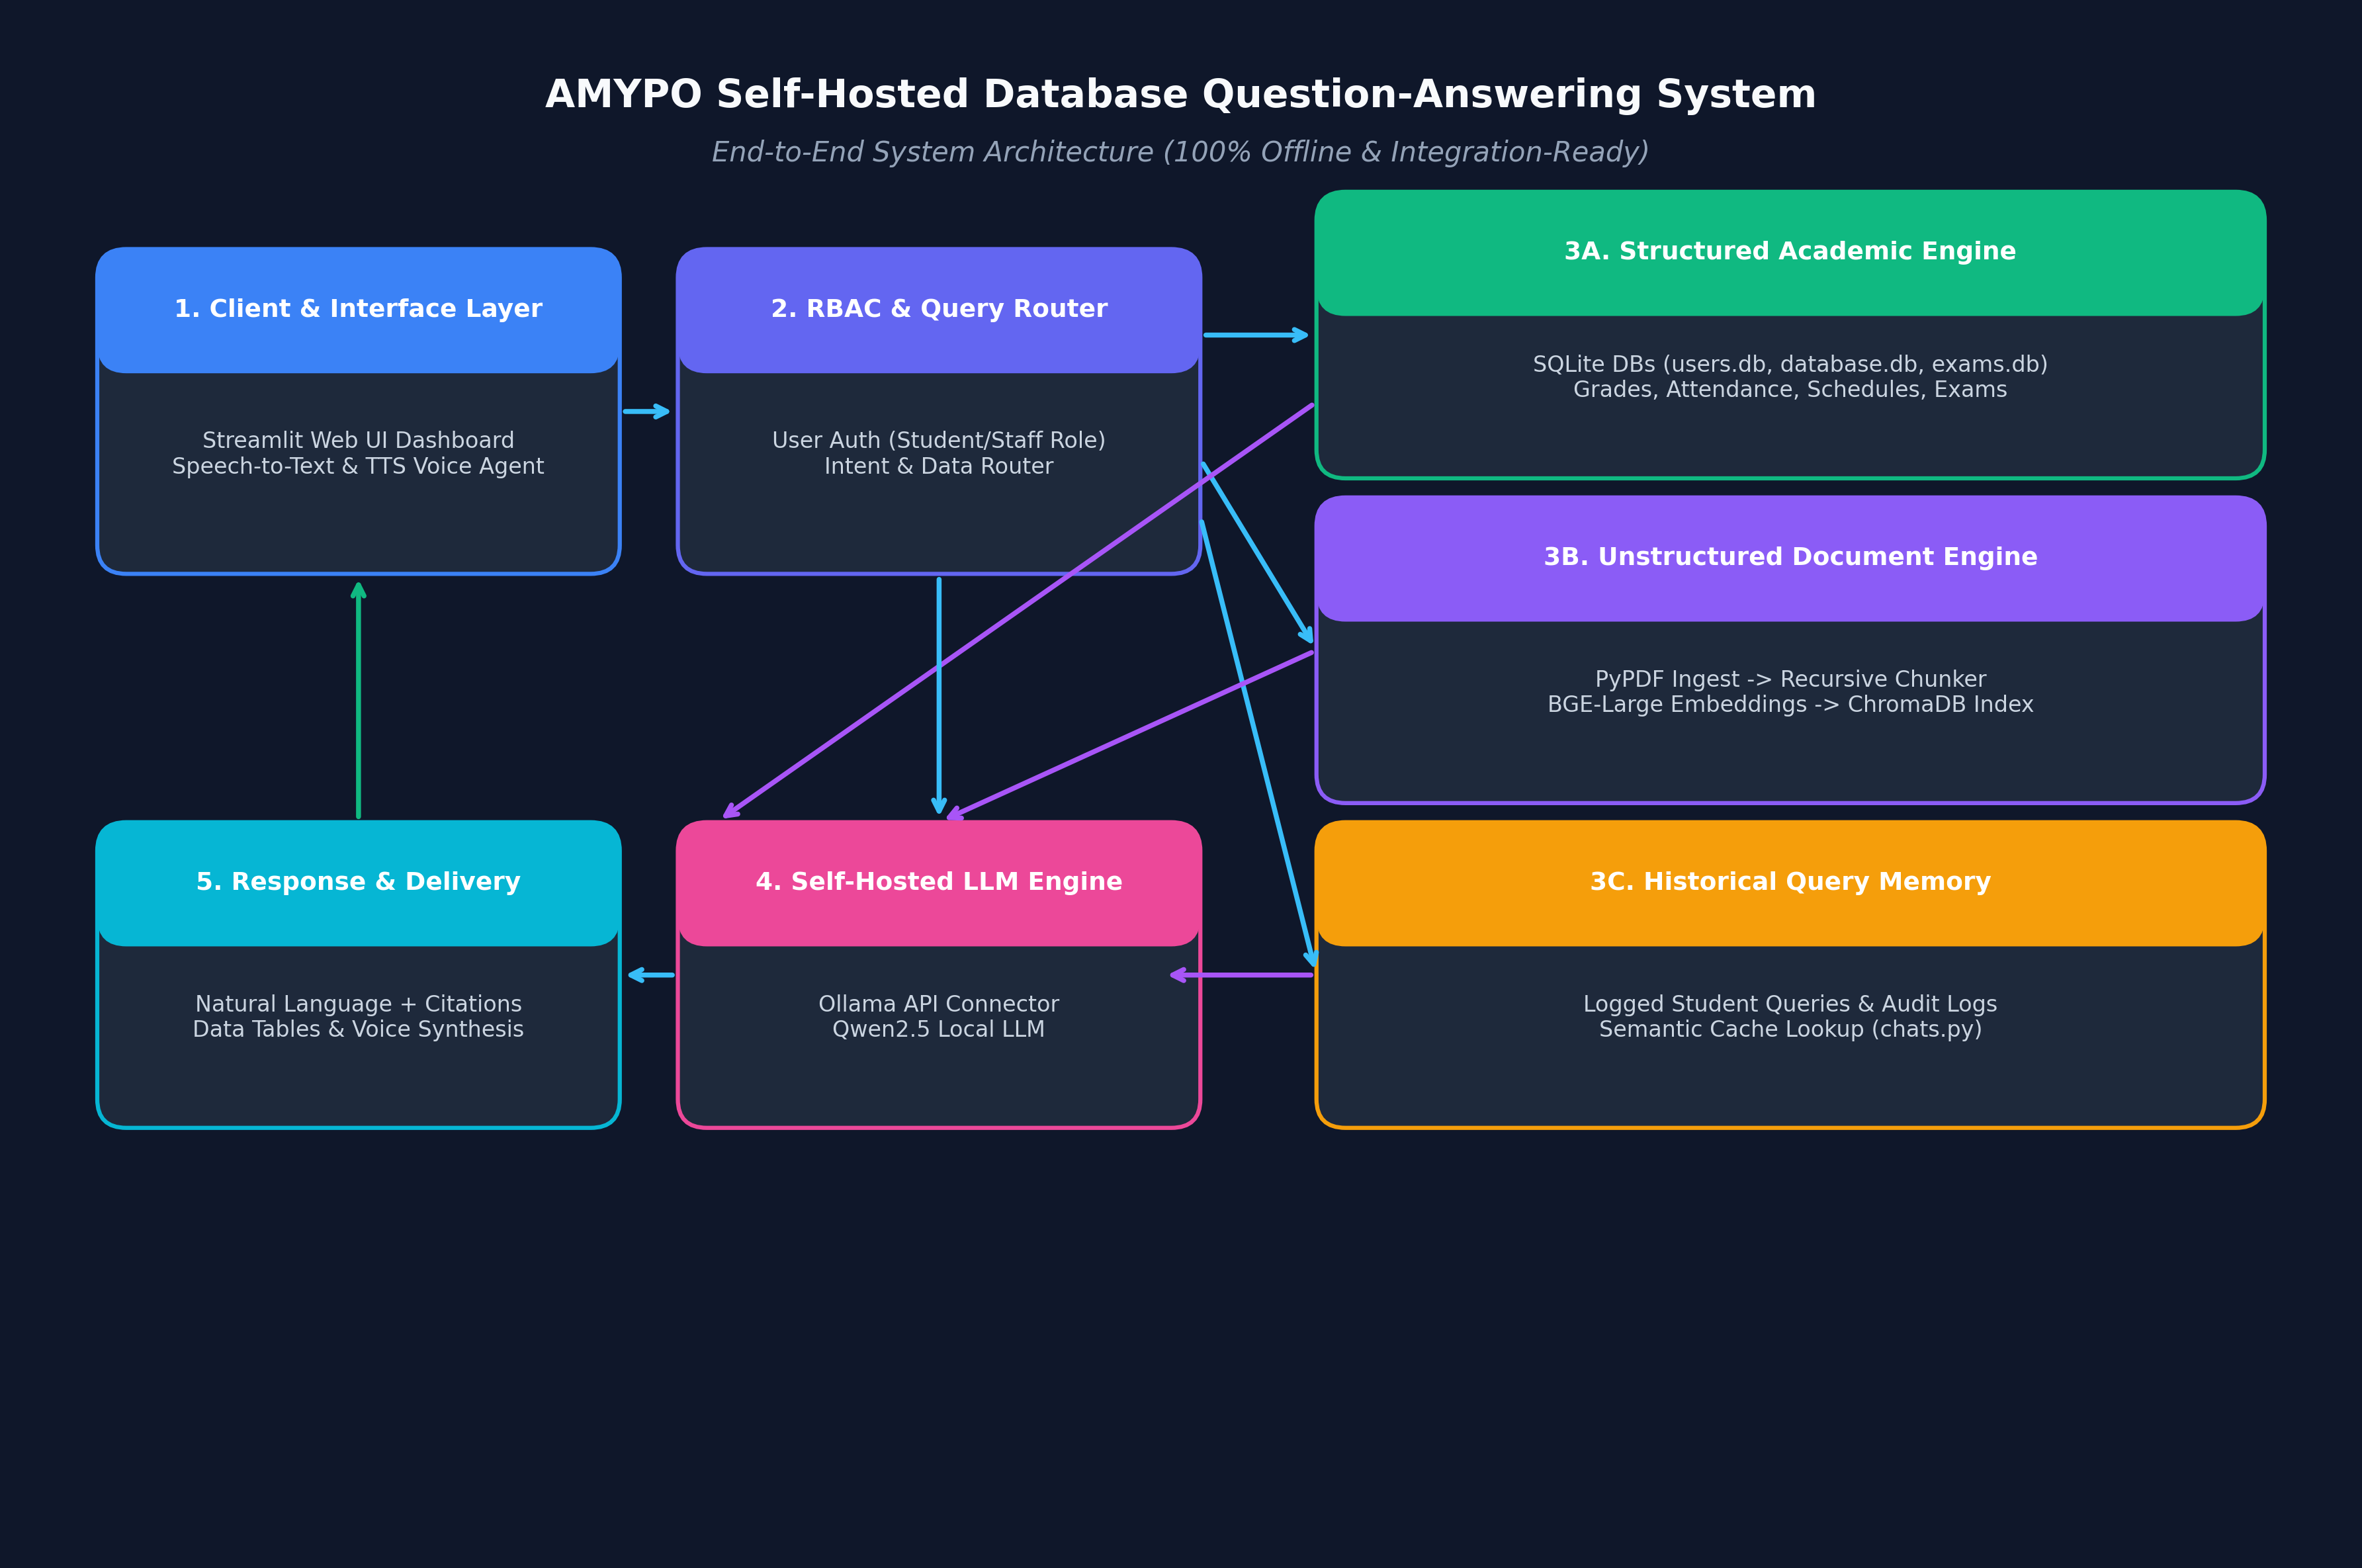 AMYPO Self-Hosted Database Question-Answering System
End-to-End System Architecture (100% Offline & Integration-Ready)
1. Client & Interface Layer
Streamlit Web UI Dashboard
Speech-to-Text & TTS Voice Agent
2. RBAC & Query Router
User Auth (Student/Staff Role)
Intent & Data Router
3A. Structured Academic Engine
SQLite DBs (users.db, database.db, exams.db)
Grades, Attendance, Schedules, Exams
3B. Unstructured Document Engine
PyPDF Ingest -> Recursive Chunker
BGE-Large Embeddings -> ChromaDB Index
3C. Historical Query Memory
Logged Student Queries & Audit Logs
Semantic Cache Lookup (chats.py)
4. Self-Hosted LLM Engine
Ollama API Connector
Qwen2.5 Local LLM
5. Response & Delivery
Natural Language + Citations
Data Tables & Voice Synthesis